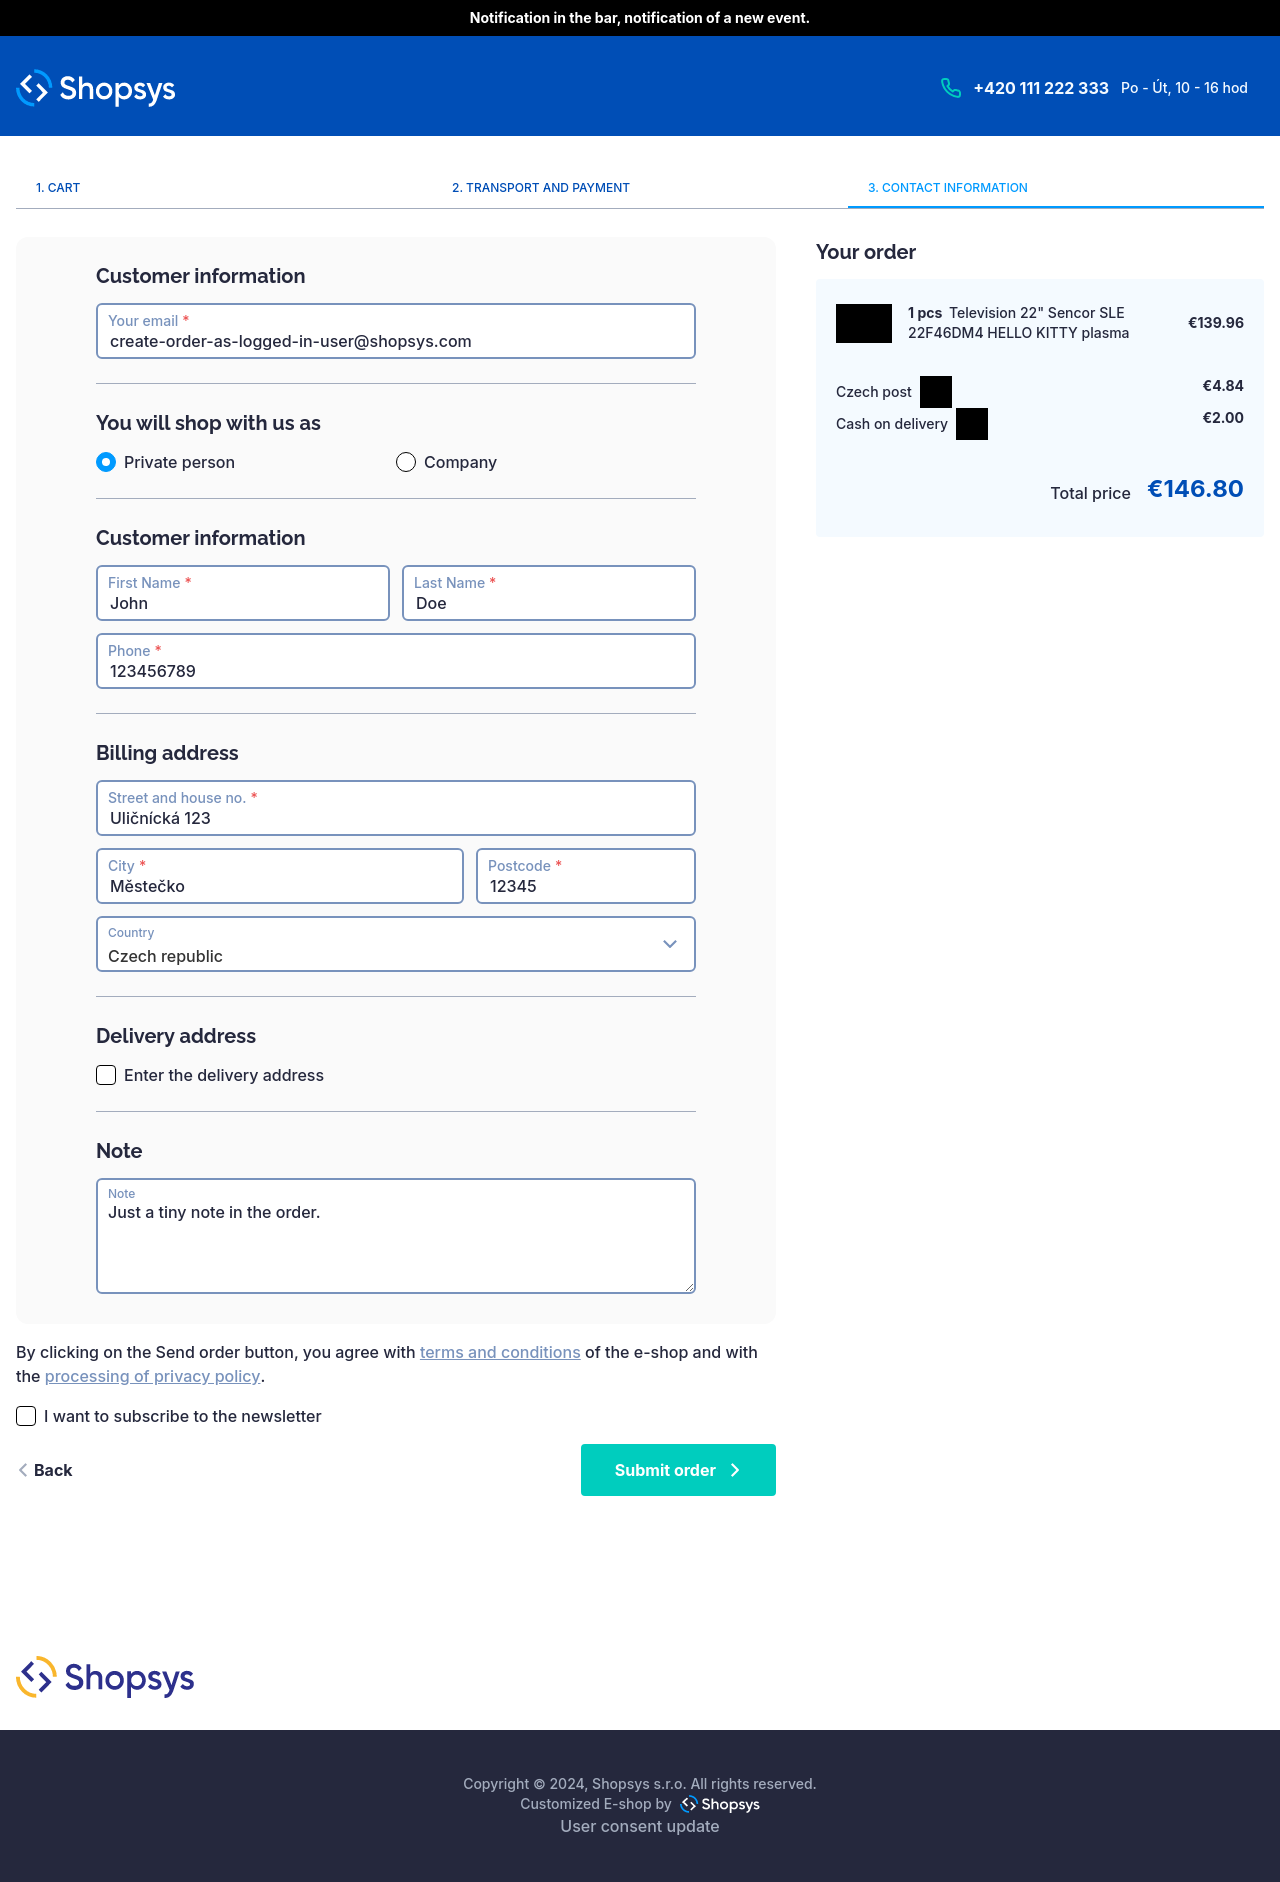 Notification in the bar, notification of a new event.
Shopsys
+420 111 222 333 Po - Út, 10 - 16 hod
1. CART
2. TRANSPORT AND PAYMENT
3. CONTACT INFORMATION
Customer information
Your email *
create-order-as-logged-in-user@shopsys.com
You will shop with us as
Private person
Company
Customer information
First Name *
John
Last Name *
Doe
Phone *
123456789
Billing address
Street and house no. *
Uličnícká 123
City *
Městečko
Postcode *
12345
Country
Czech republic
Delivery address
Enter the delivery address
Note
Note
Just a tiny note in the order.
By clicking on the Send order button, you agree with terms and conditions of the e-shop and with
the processing of privacy policy.
I want to subscribe to the newsletter
Back
Submit order
Your order
1 pcs Television 22" Sencor SLE
22F46DM4 HELLO KITTY plasma
€139.96
Czech post
€4.84
Cash on delivery
€2.00
Total price €146.80
Shopsys
Copyright © 2024, Shopsys s.r.o. All rights reserved.
Customized E-shop by Shopsys
User consent update